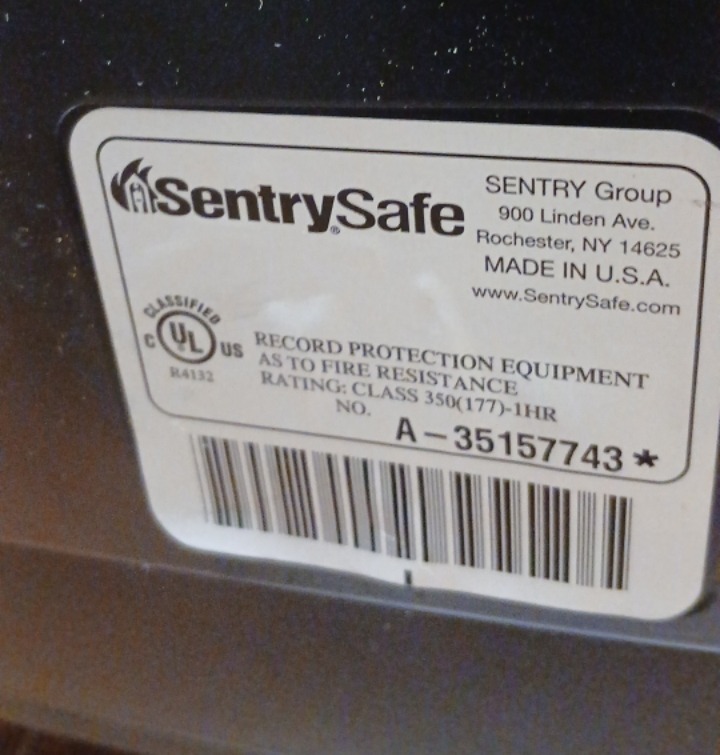 SentrySafe®
SENTRY Group
900 Linden Ave.
Rochester, NY 14625
MADE IN U.S.A.
www.SentrySafe.com
CLASSIFIED
C UL® US
R4132
RECORD PROTECTION EQUIPMENT
AS TO FIRE RESISTANCE
RATING: CLASS 350(177)-1HR
NO. A–35157743*